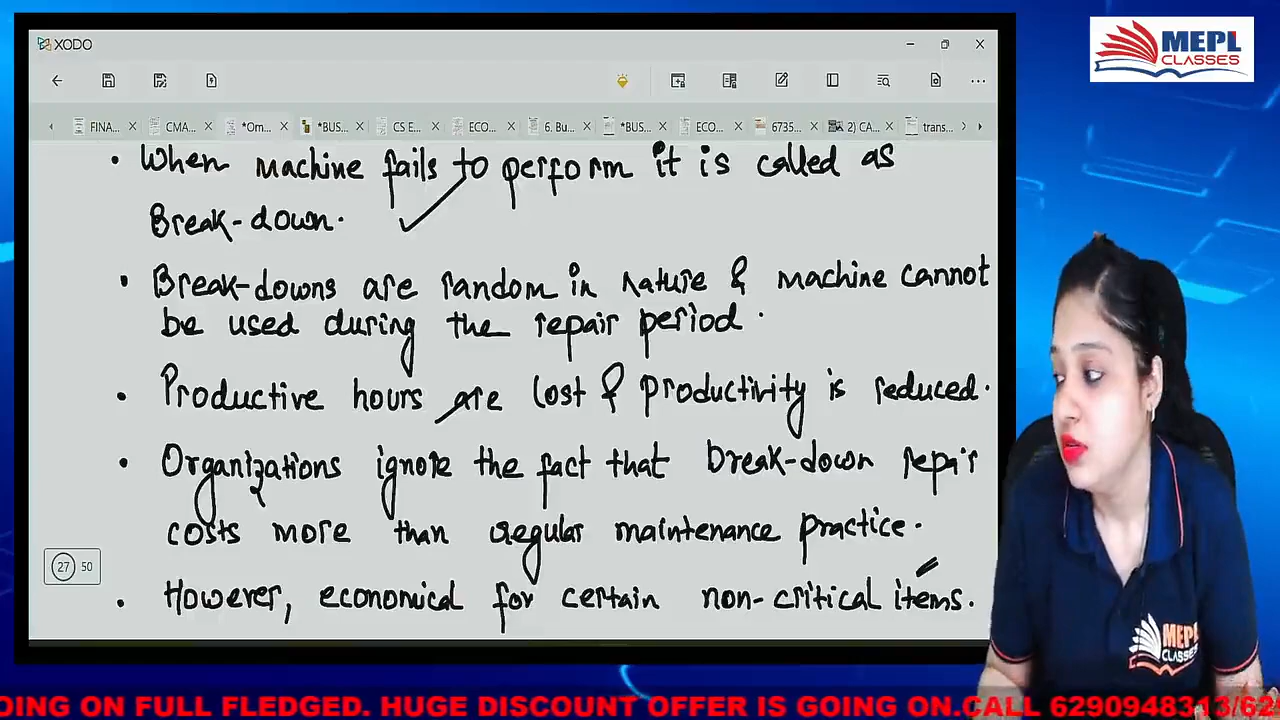 XODO
MEPL
CLASSES
FINA...
CMA...
*Om...
*BUS...
CS E...
ECO...
6. Bu...
*BUS...
ECO...
6735...
2) CA...
trans...
• When machine fails to perform it is called as
Break-down.
• Break-downs are random in nature & machine cannot
be used during the repair period.
• Productive hours are lost & productivity is reduced.
• Organizations ignore the fact that break-down repair
costs more than regular maintenance practice.
27 50
• However, economical for certain non-critical items.
MEPL
CLASSES
OING ON FULL FLEDGED. HUGE DISCOUNT OFFER IS GOING ON.CALL 6290948313/62